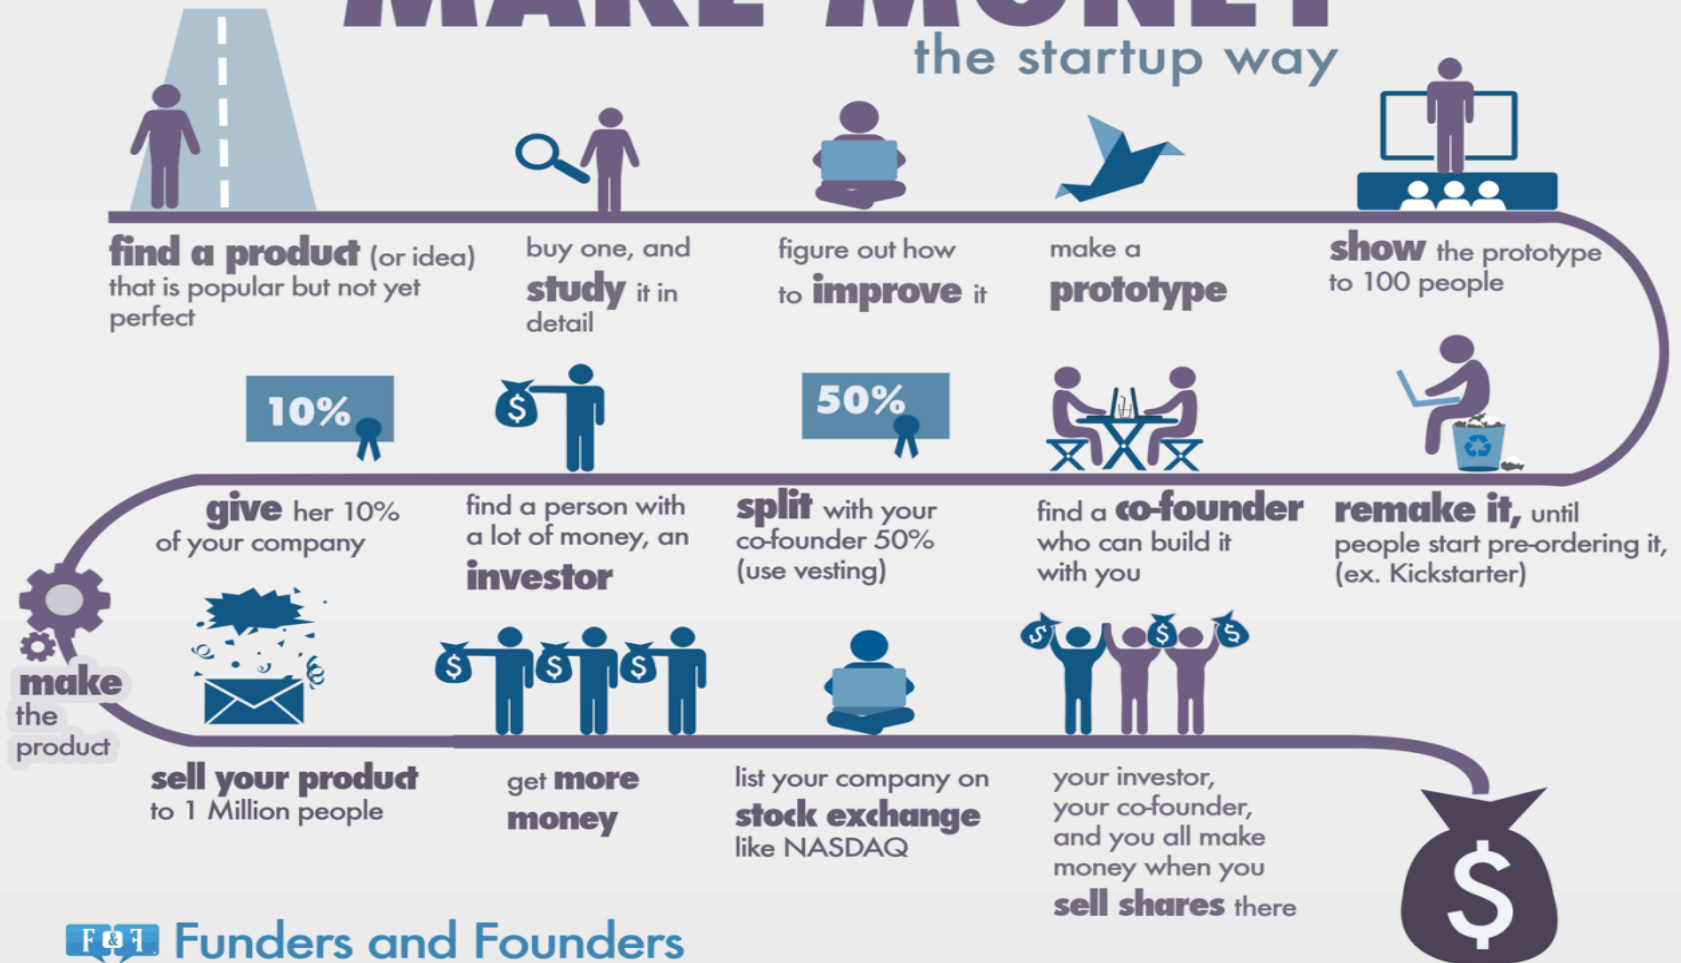 MAKE MONEY
the startup way
find a product (or idea)
that is popular but not yet
perfect
buy one, and
study it in
detail
figure out how
to improve it
make a
prototype
show the prototype
to 100 people
remake it, until
people start pre-ordering it,
(ex. Kickstarter)
find a co-founder
who can build it
with you
50%
split with your
co-founder 50%
(use vesting)
$
find a person with
a lot of money, an
investor
10%
give her 10%
of your company
make
the
product
sell your product
to 1 Million people
$ $ $
get more
money
list your company on
stock exchange
like NASDAQ
$ $ $
your investor,
your co-founder,
and you all make
money when you
sell shares there
$
F&F Funders and Founders